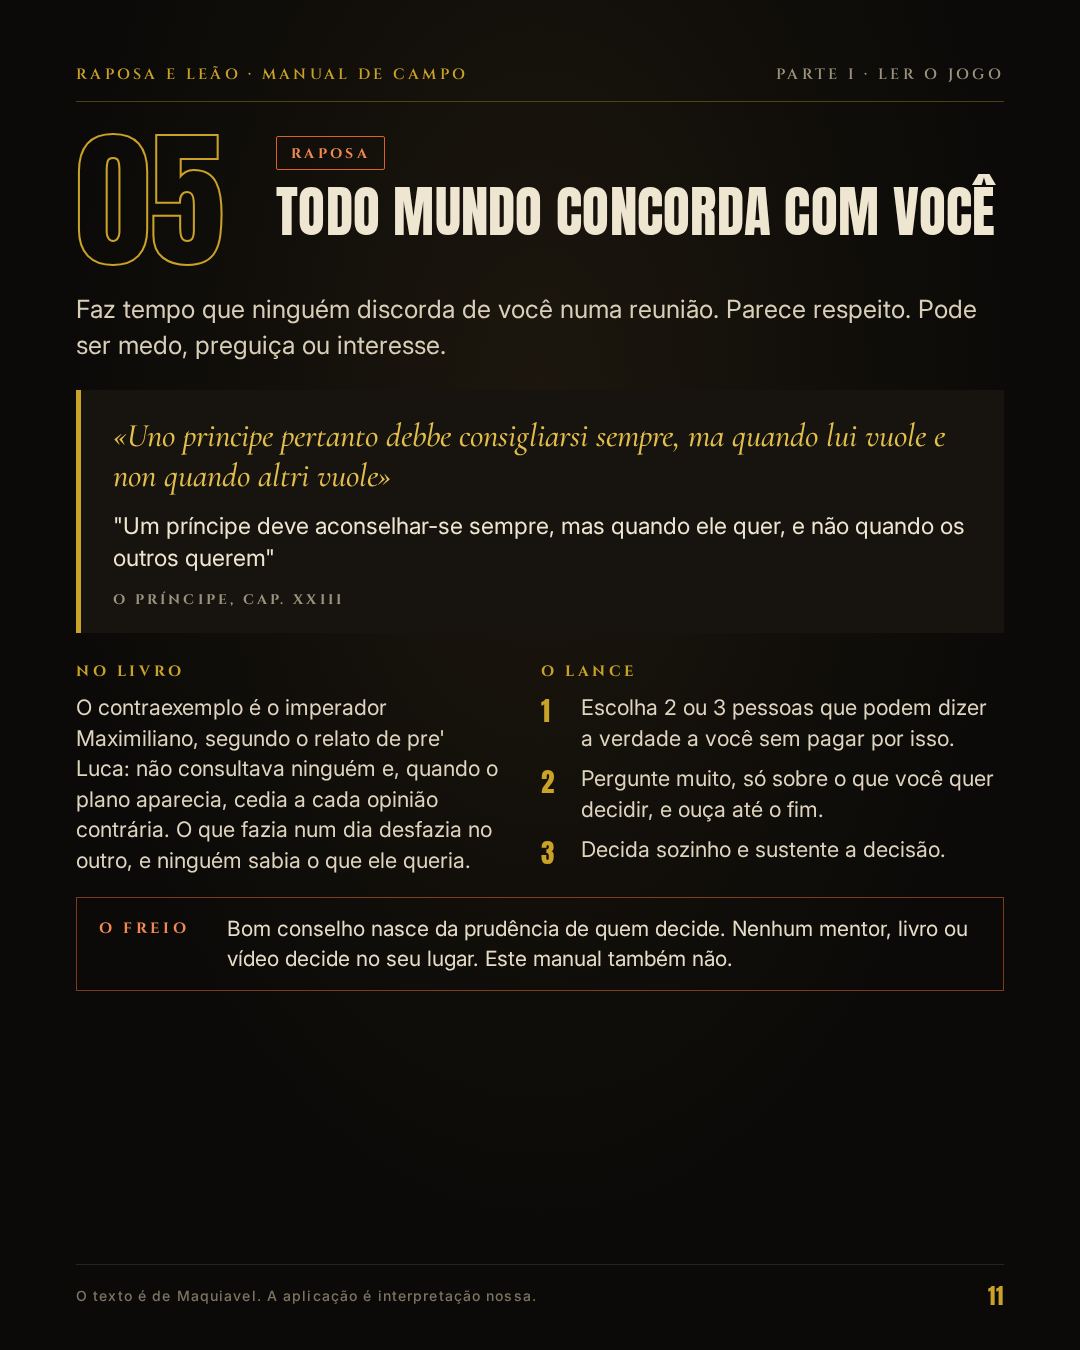 RAPOSA E LEÃO · MANUAL DE CAMPO
PARTE I · LER O JOGO
05
RAPOSA
TODO MUNDO CONCORDA COM VOCÊ
Faz tempo que ninguém discorda de você numa reunião. Parece respeito. Pode
ser medo, preguiça ou interesse.
«Uno principe pertanto debbe consigliarsi sempre, ma quando lui vuole e
non quando altri vuole»
"Um príncipe deve aconselhar-se sempre, mas quando ele quer, e não quando os
outros querem"
O PRÍNCIPE, CAP. XXIII
NO LIVRO
O contraexemplo é o imperador
Maximiliano, segundo o relato de pre'
Luca: não consultava ninguém e, quando o
plano aparecia, cedia a cada opinião
contrária. O que fazia num dia desfazia no
outro, e ninguém sabia o que ele queria.
O LANCE
1 Escolha 2 ou 3 pessoas que podem dizer
a verdade a você sem pagar por isso.
2 Pergunte muito, só sobre o que você quer
decidir, e ouça até o fim.
3 Decida sozinho e sustente a decisão.
O FREIO
Bom conselho nasce da prudência de quem decide. Nenhum mentor, livro ou
vídeo decide no seu lugar. Este manual também não.
O texto é de Maquiavel. A aplicação é interpretação nossa.
11